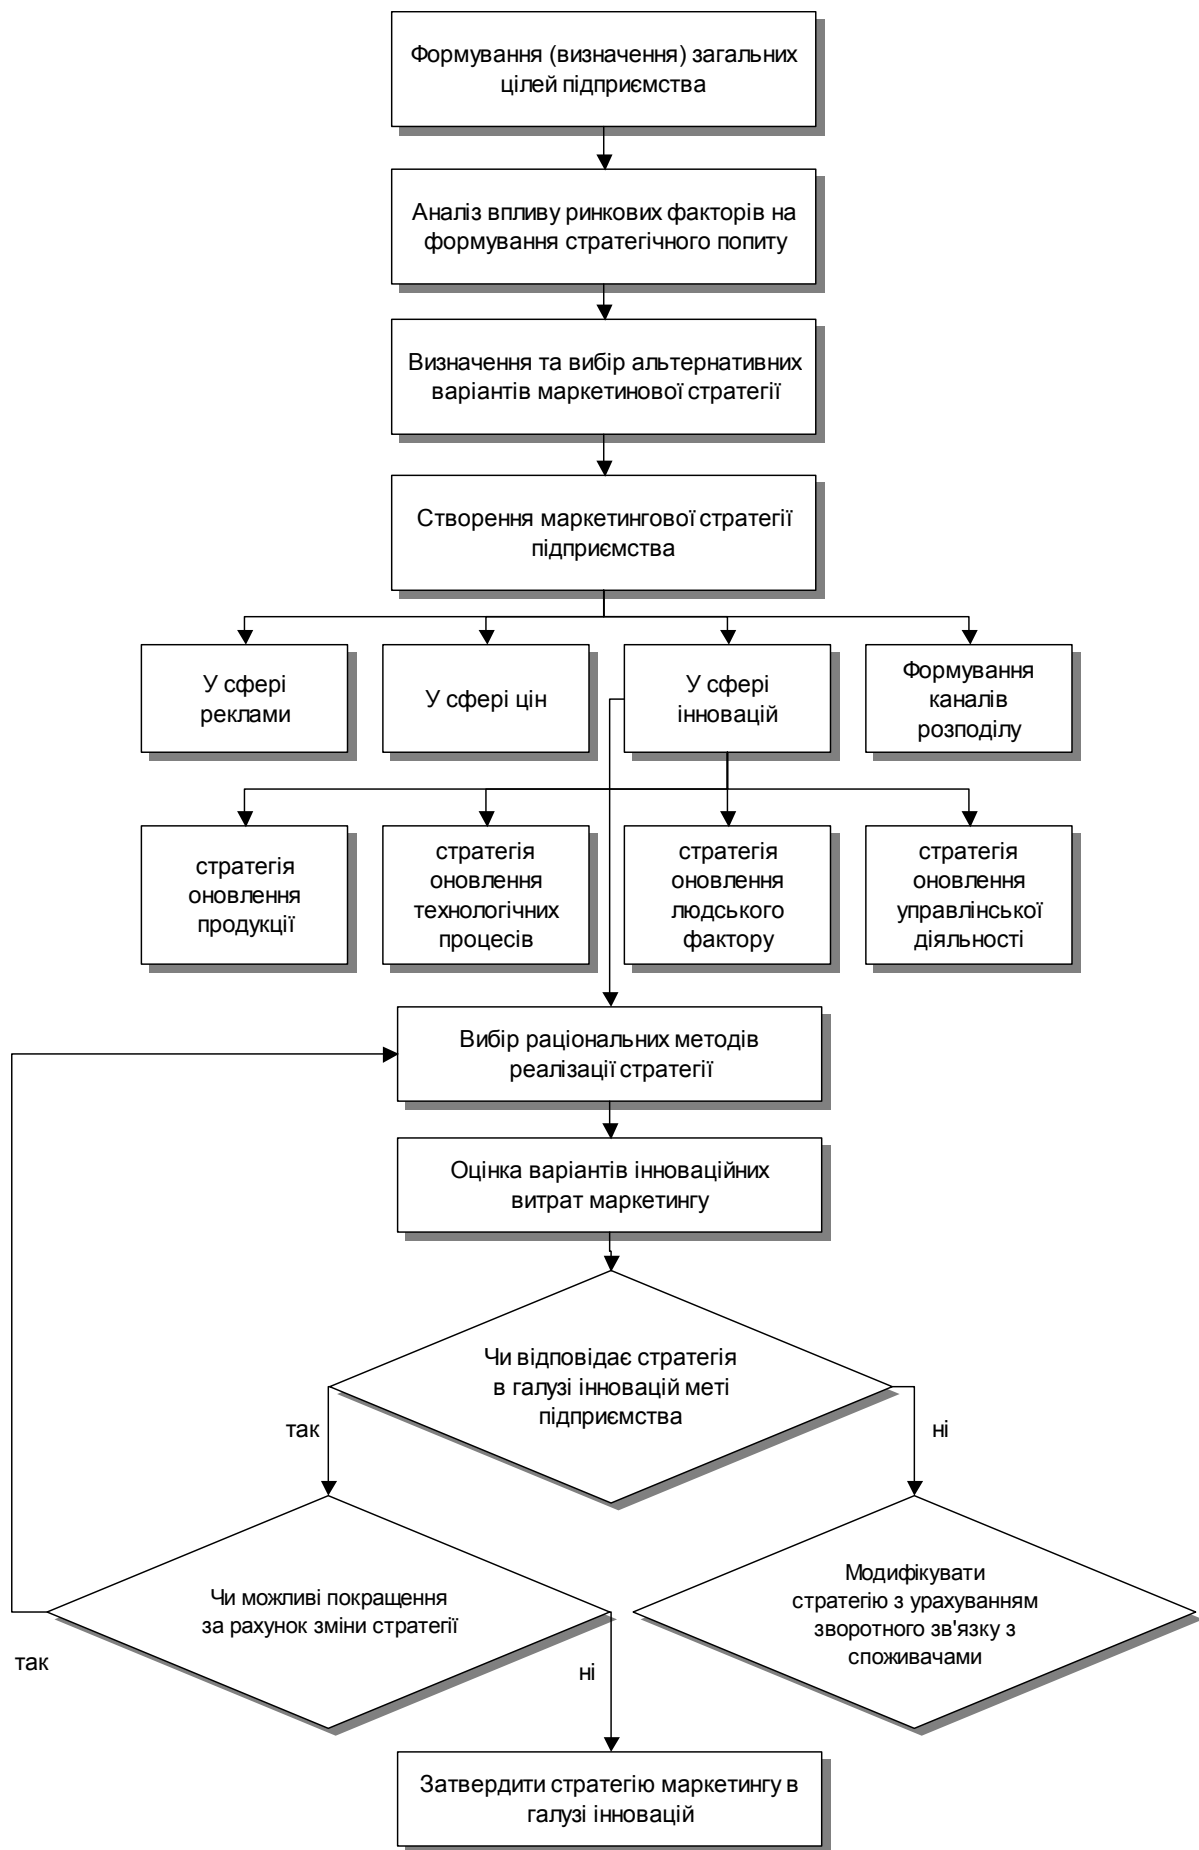 Формування (визначення) загальних
цілей підприємства
Аналіз впливу ринкових факторів на
формування стратегічного попиту
Визначення та вибір альтернативних
варіантів маркетинової стратегії
Створення маркетингової стратегії
підприємства
У сфері
реклами
У сфері цін
У сфері
інновацій
Формування
каналів
розподілу
стратегія
оновлення
продукції
стратегія
оновлення
технологічних
процесів
стратегія
оновлення
людського
фактору
стратегія
оновлення
управлінської
діяльності
Вибір раціональних методів
реалізації стратегії
Оцінка варіантів інноваційних
витрат маркетингу
Чи відповідає стратегія
в галузі інновацій меті
підприємства
так
ні
Чи можливі покращення
за рахунок зміни стратегії
Модифікувати
стратегію з урахуванням
зворотного зв'язку з
споживачами
так
ні
Затвердити стратегію маркетингу в
галузі інновацій